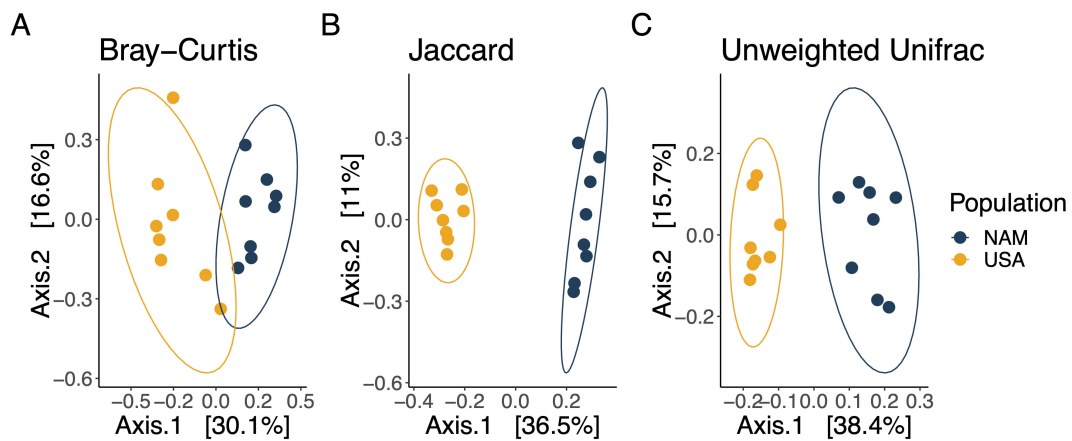 A
Bray−Curtis
Axis.2 [16.6%]
0.3
0.0
−0.3
−0.6
−0.5
−0.2
0.0
0.2
0.5
Axis.1 [30.1%]
B
Jaccard
Axis.2 [11%]
0.3
0.0
−0.3
−0.6
−0.4
−0.2
0.0
0.2
Axis.1 [36.5%]
C
Unweighted Unifrac
Axis.2 [15.7%]
0.2
0.0
−0.2
−0.2
−0.1
0.0
0.1
0.2
0.3
Axis.1 [38.4%]
Population
NAM
USA